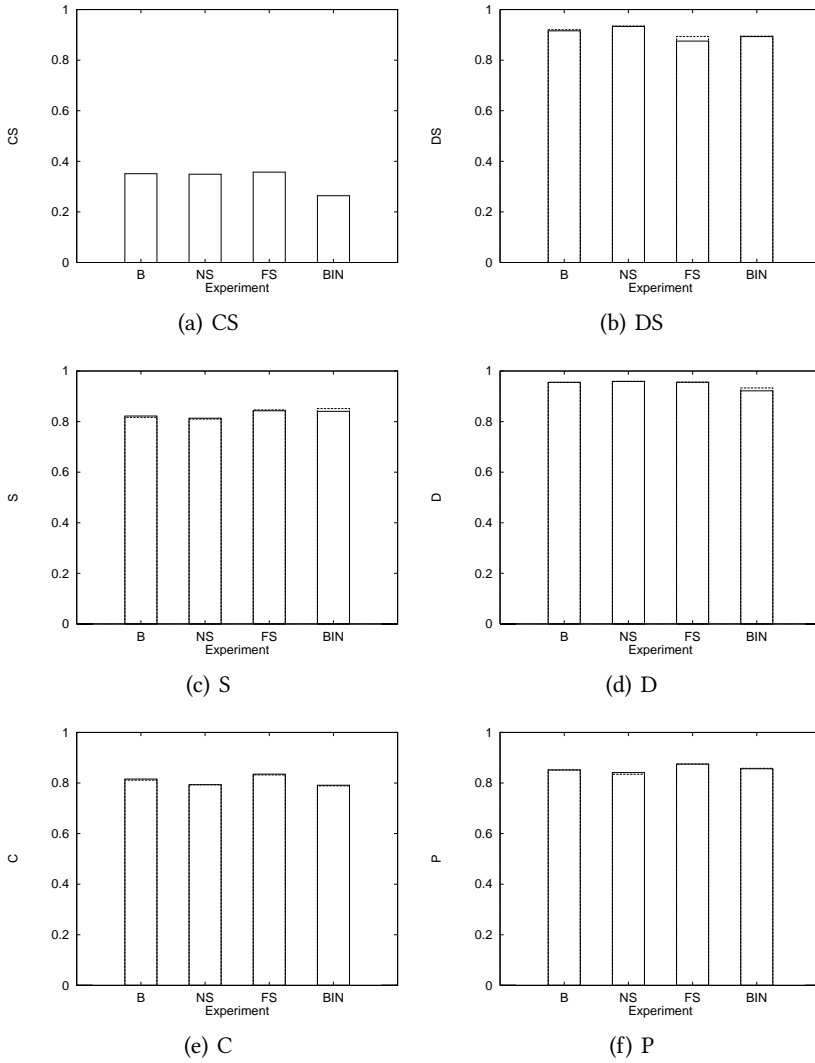 1
0.8
0.6
0.4
0.2
0
CS
B NS FS BIN
Experiment
(a) CS
1
0.8
0.6
0.4
0.2
0
DS
B NS FS BIN
Experiment
(b) DS
1
0.8
0.6
0.4
0.2
0
S
B NS FS BIN
Experiment
(c) S
1
0.8
0.6
0.4
0.2
0
D
B NS FS BIN
Experiment
(d) D
1
0.8
0.6
0.4
0.2
0
C
B NS FS BIN
Experiment
(e) C
1
0.8
0.6
0.4
0.2
0
P
B NS FS BIN
Experiment
(f) P